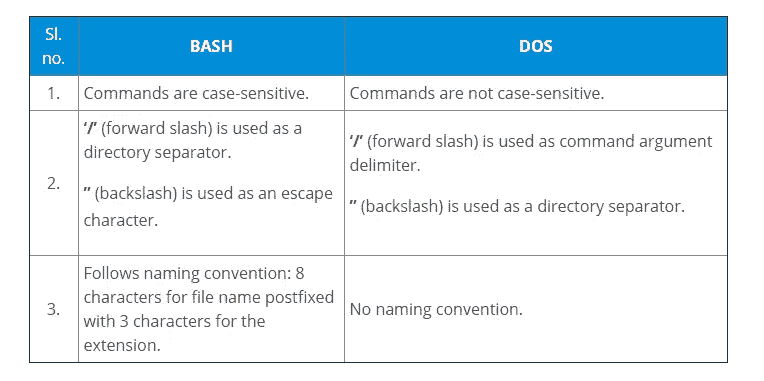 Sl.
no.
BASH
DOS
1.
Commands are case-sensitive.
Commands are not case-sensitive.
2.
‘/’ (forward slash) is used as a
directory separator.
” (backslash) is used as an escape
character.
‘/’ (forward slash) is used as command argument
delimiter.
” (backslash) is used as a directory separator.
3.
Follows naming convention: 8
characters for file name postfixed
with 3 characters for the
extension.
No naming convention.